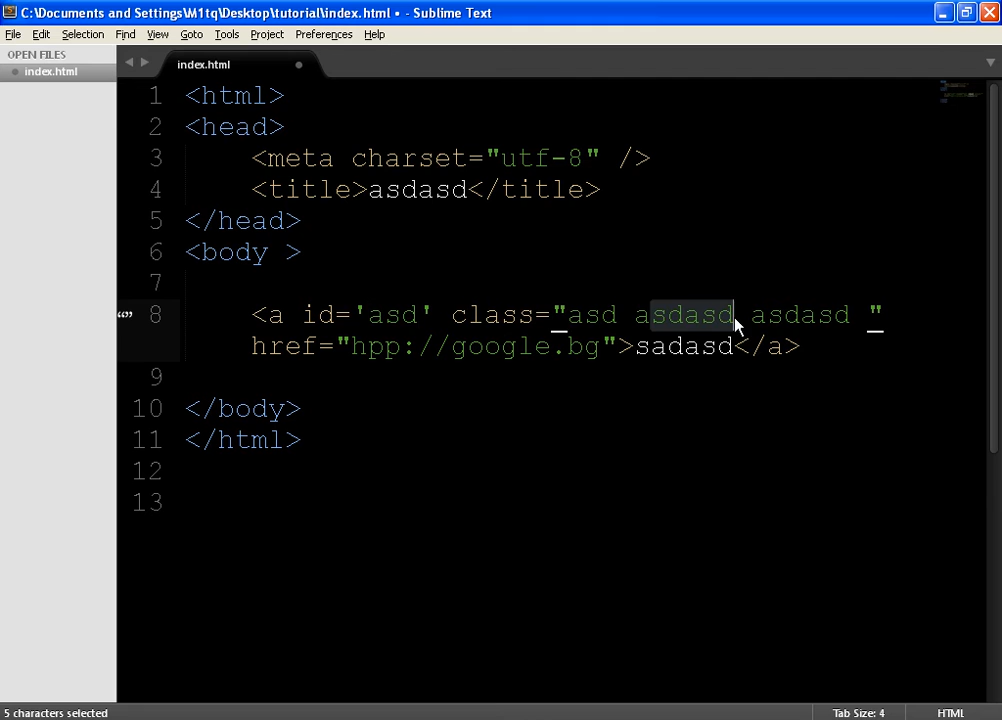 C:\Documents and Settings\M1tq\Desktop\tutorial\index.html • - Sublime Text
File Edit Selection Find View Goto Tools Project Preferences Help
OPEN FILES
index.html
index.html
1 <html>
2 <head>
3 <meta charset="utf-8" />
4 <title>asdasd</title>
5 </head>
6 <body >
7
8 <a id='asd' class="asd asdasd asdasd "
href="hpp://google.bg">sadasd</a>
9
10 </body>
11 </html>
12
13
5 characters selected Tab Size: 4 HTML